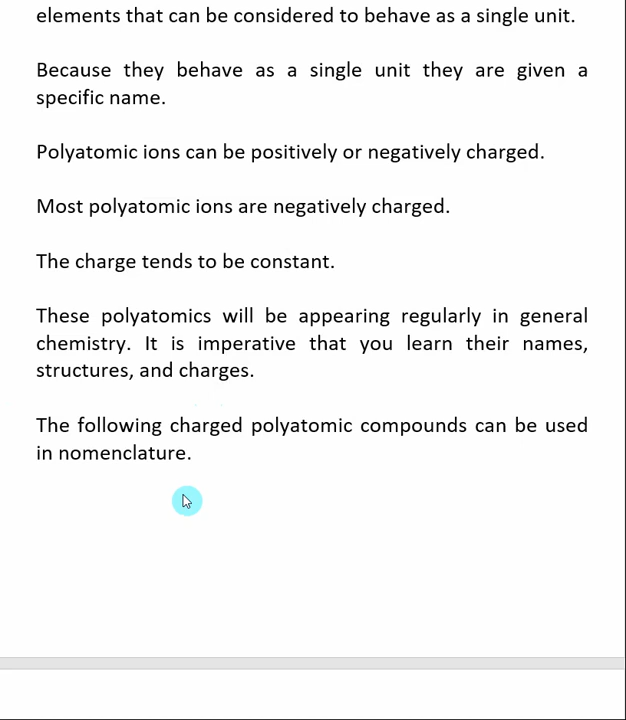 elements that can be considered to behave as a single unit.
Because they behave as a single unit they are given a
specific name.
Polyatomic ions can be positively or negatively charged.
Most polyatomic ions are negatively charged.
The charge tends to be constant.
These polyatomics will be appearing regularly in general
chemistry. It is imperative that you learn their names,
structures, and charges.
The following charged polyatomic compounds can be used
in nomenclature.